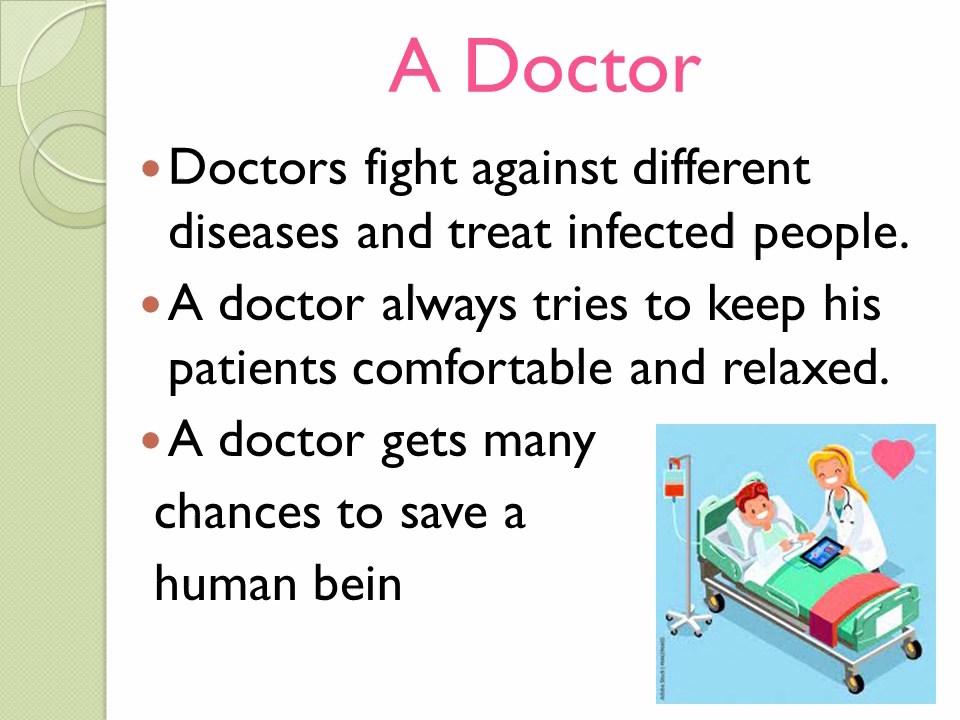 A Doctor
• Doctors fight against different
diseases and treat infected people.
• A doctor always tries to keep his
patients comfortable and relaxed.
• A doctor gets many
chances to save a
human bein